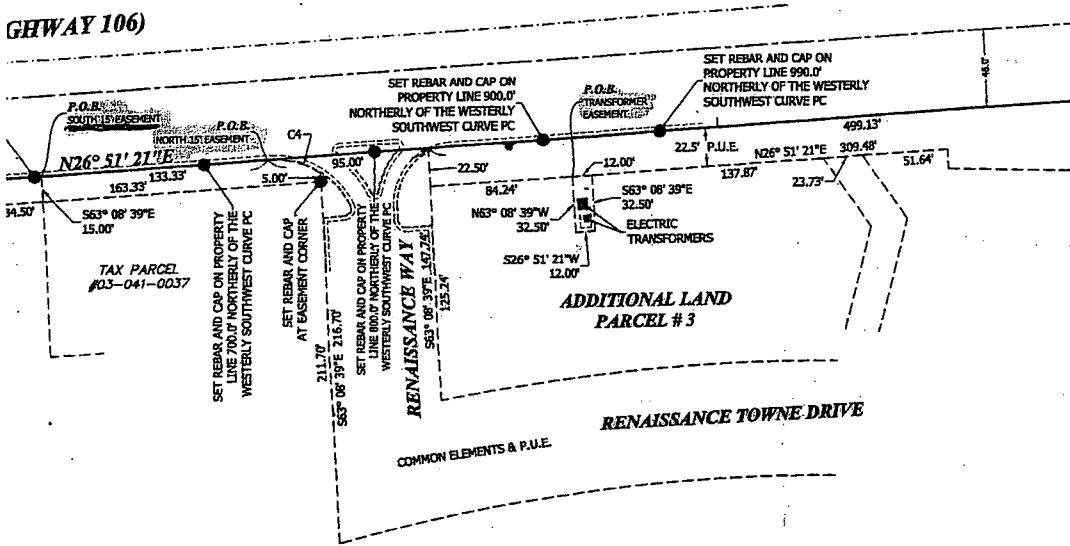 GHWAY 106)
P.O.B.
SOUTH 15' EASEMENT
P.O.B.
NORTH 15' EASEMENT
C4
SET REBAR AND CAP ON
PROPERTY LINE 900.0'
NORTHERLY OF THE WESTERLY
SOUTHWEST CURVE PC
P.O.B.
TRANSFORMER
EASEMENT
SET REBAR AND CAP ON
PROPERTY LINE 990.0'
NORTHERLY OF THE WESTERLY
SOUTHWEST CURVE PC
N26° 51' 21"E
133.33'
163.33'
5.00'
95.00'
22.50'
84.24'
12.00'
22.5'
P.U.E.
137.87'
N26° 51' 21"E
499.13'
309.48'
23.73'
51.64'
34.50'
S63° 08' 39"E
15.00'
N63° 08' 39"W
32.50'
S63° 08' 39"E
32.50'
ELECTRIC
TRANSFORMERS
S26° 51' 21"W
12.00'
TAX PARCEL
#03-041-0037
SET REBAR AND CAP ON PROPERTY
LINE 700.0' NORTHERLY OF THE
WESTERLY SOUTHWEST CURVE PC
SET REBAR AND CAP
AT EASEMENT CORNER
211.70'
S63° 08' 39"E 216.70'
SET REBAR AND CAP ON PROPERTY
LINE 800.0' NORTHERLY OF THE
WESTERLY SOUTHWEST CURVE PC
RENAISSANCE WAY
S63° 08' 39"E 147.74'
125.24'
ADDITIONAL LAND
PARCEL # 3
RENAISSANCE TOWNE DRIVE
COMMON ELEMENTS & P.U.E.